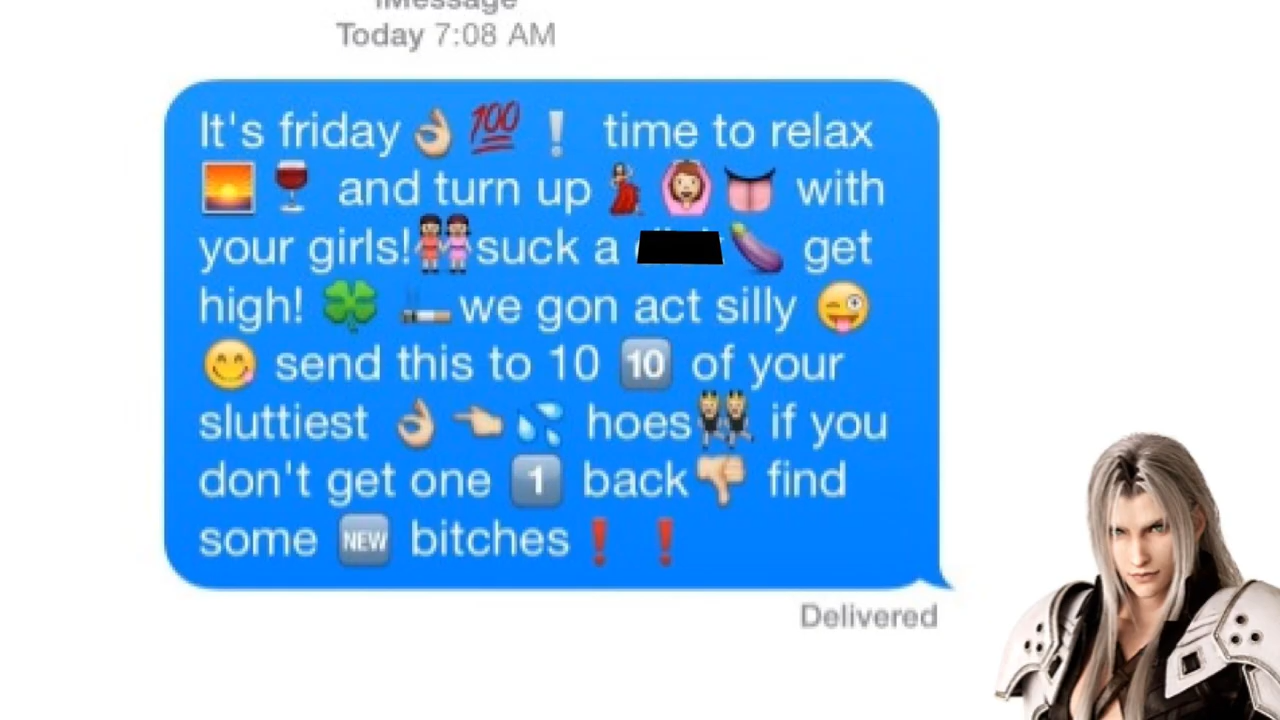 iMessage
Today 7:08 AM
It's friday👌💯❕ time to relax
🌅🍷 and turn up💃🙆👅 with
your girls!👭suck a 🍆 get
high! 🍀 🚬we gon act silly 😜
😋 send this to 10 🔟 of your
sluttiest 👌👈💦 hoes👯 if you
don't get one 1️⃣ back👎 find
some 🆕 bitches❗❗
Delivered